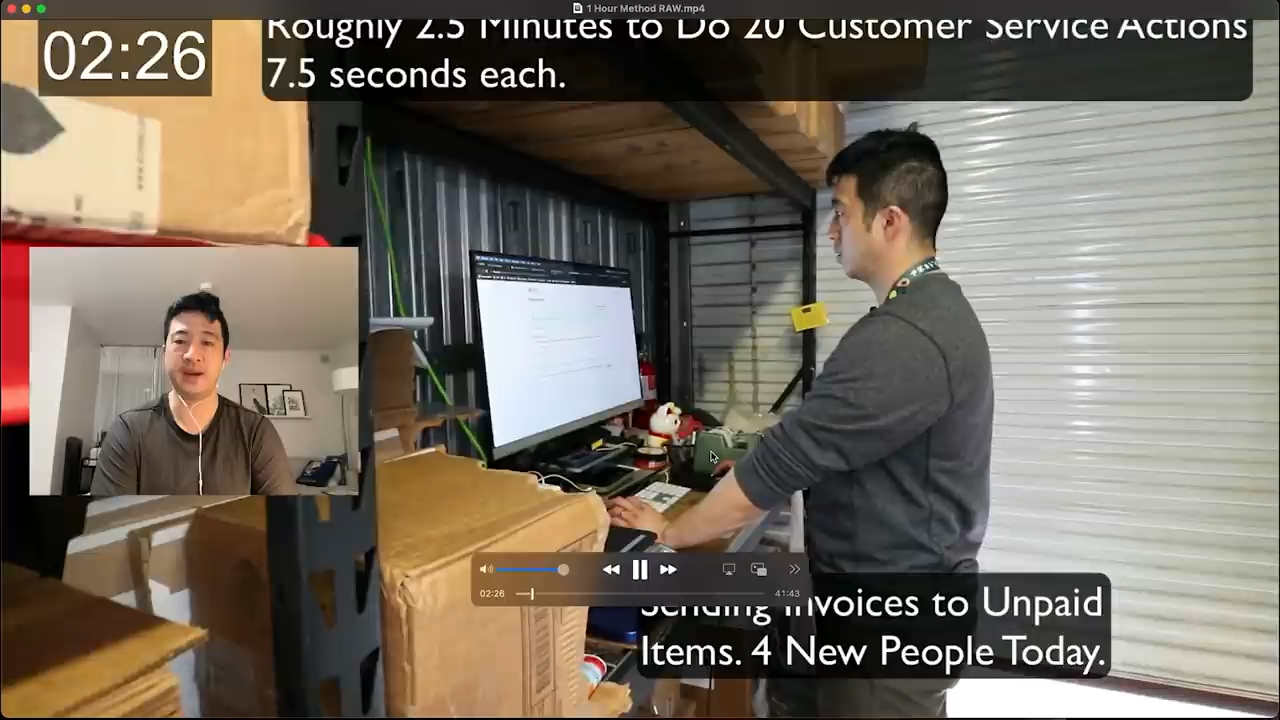 1 Hour Method RAW.mp4
02:26
Roughly 2.5 Minutes to Do 20 Customer Service Actions
7.5 seconds each.
02:26
41:43
Sending Invoices to Unpaid
Items. 4 New People Today.